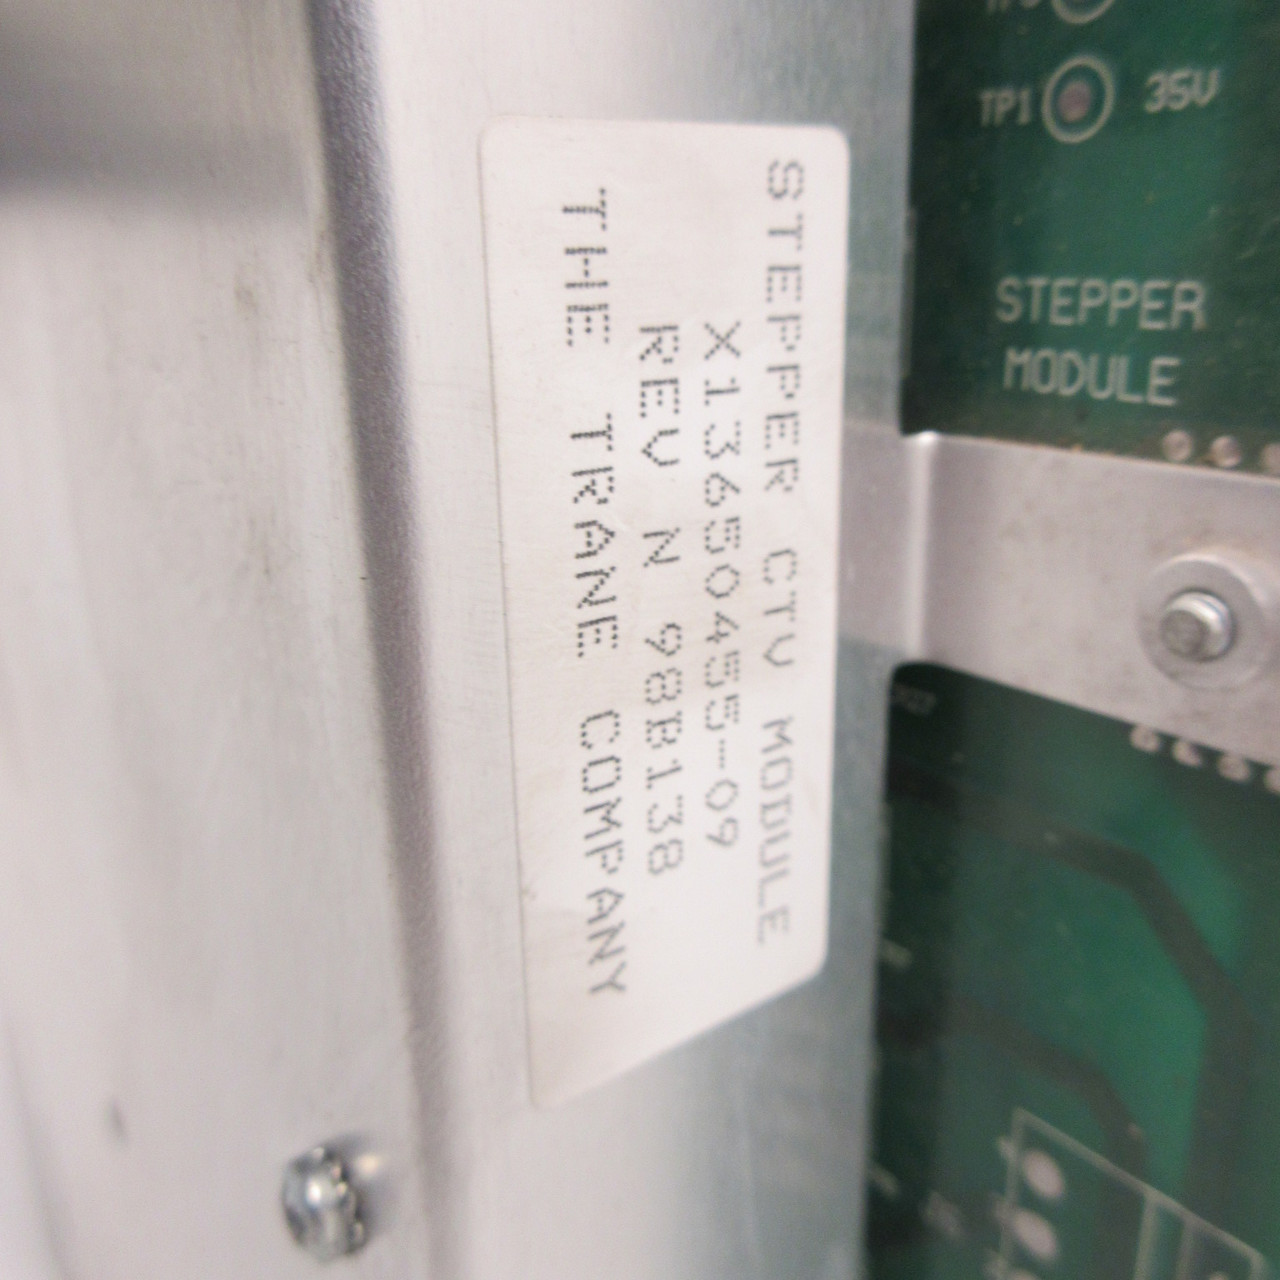 STEPPER CTV MODULE
X13650455-09
REV N 98B138
THE TRANE COMPANY
TP1 35V
STEPPER
MODULE